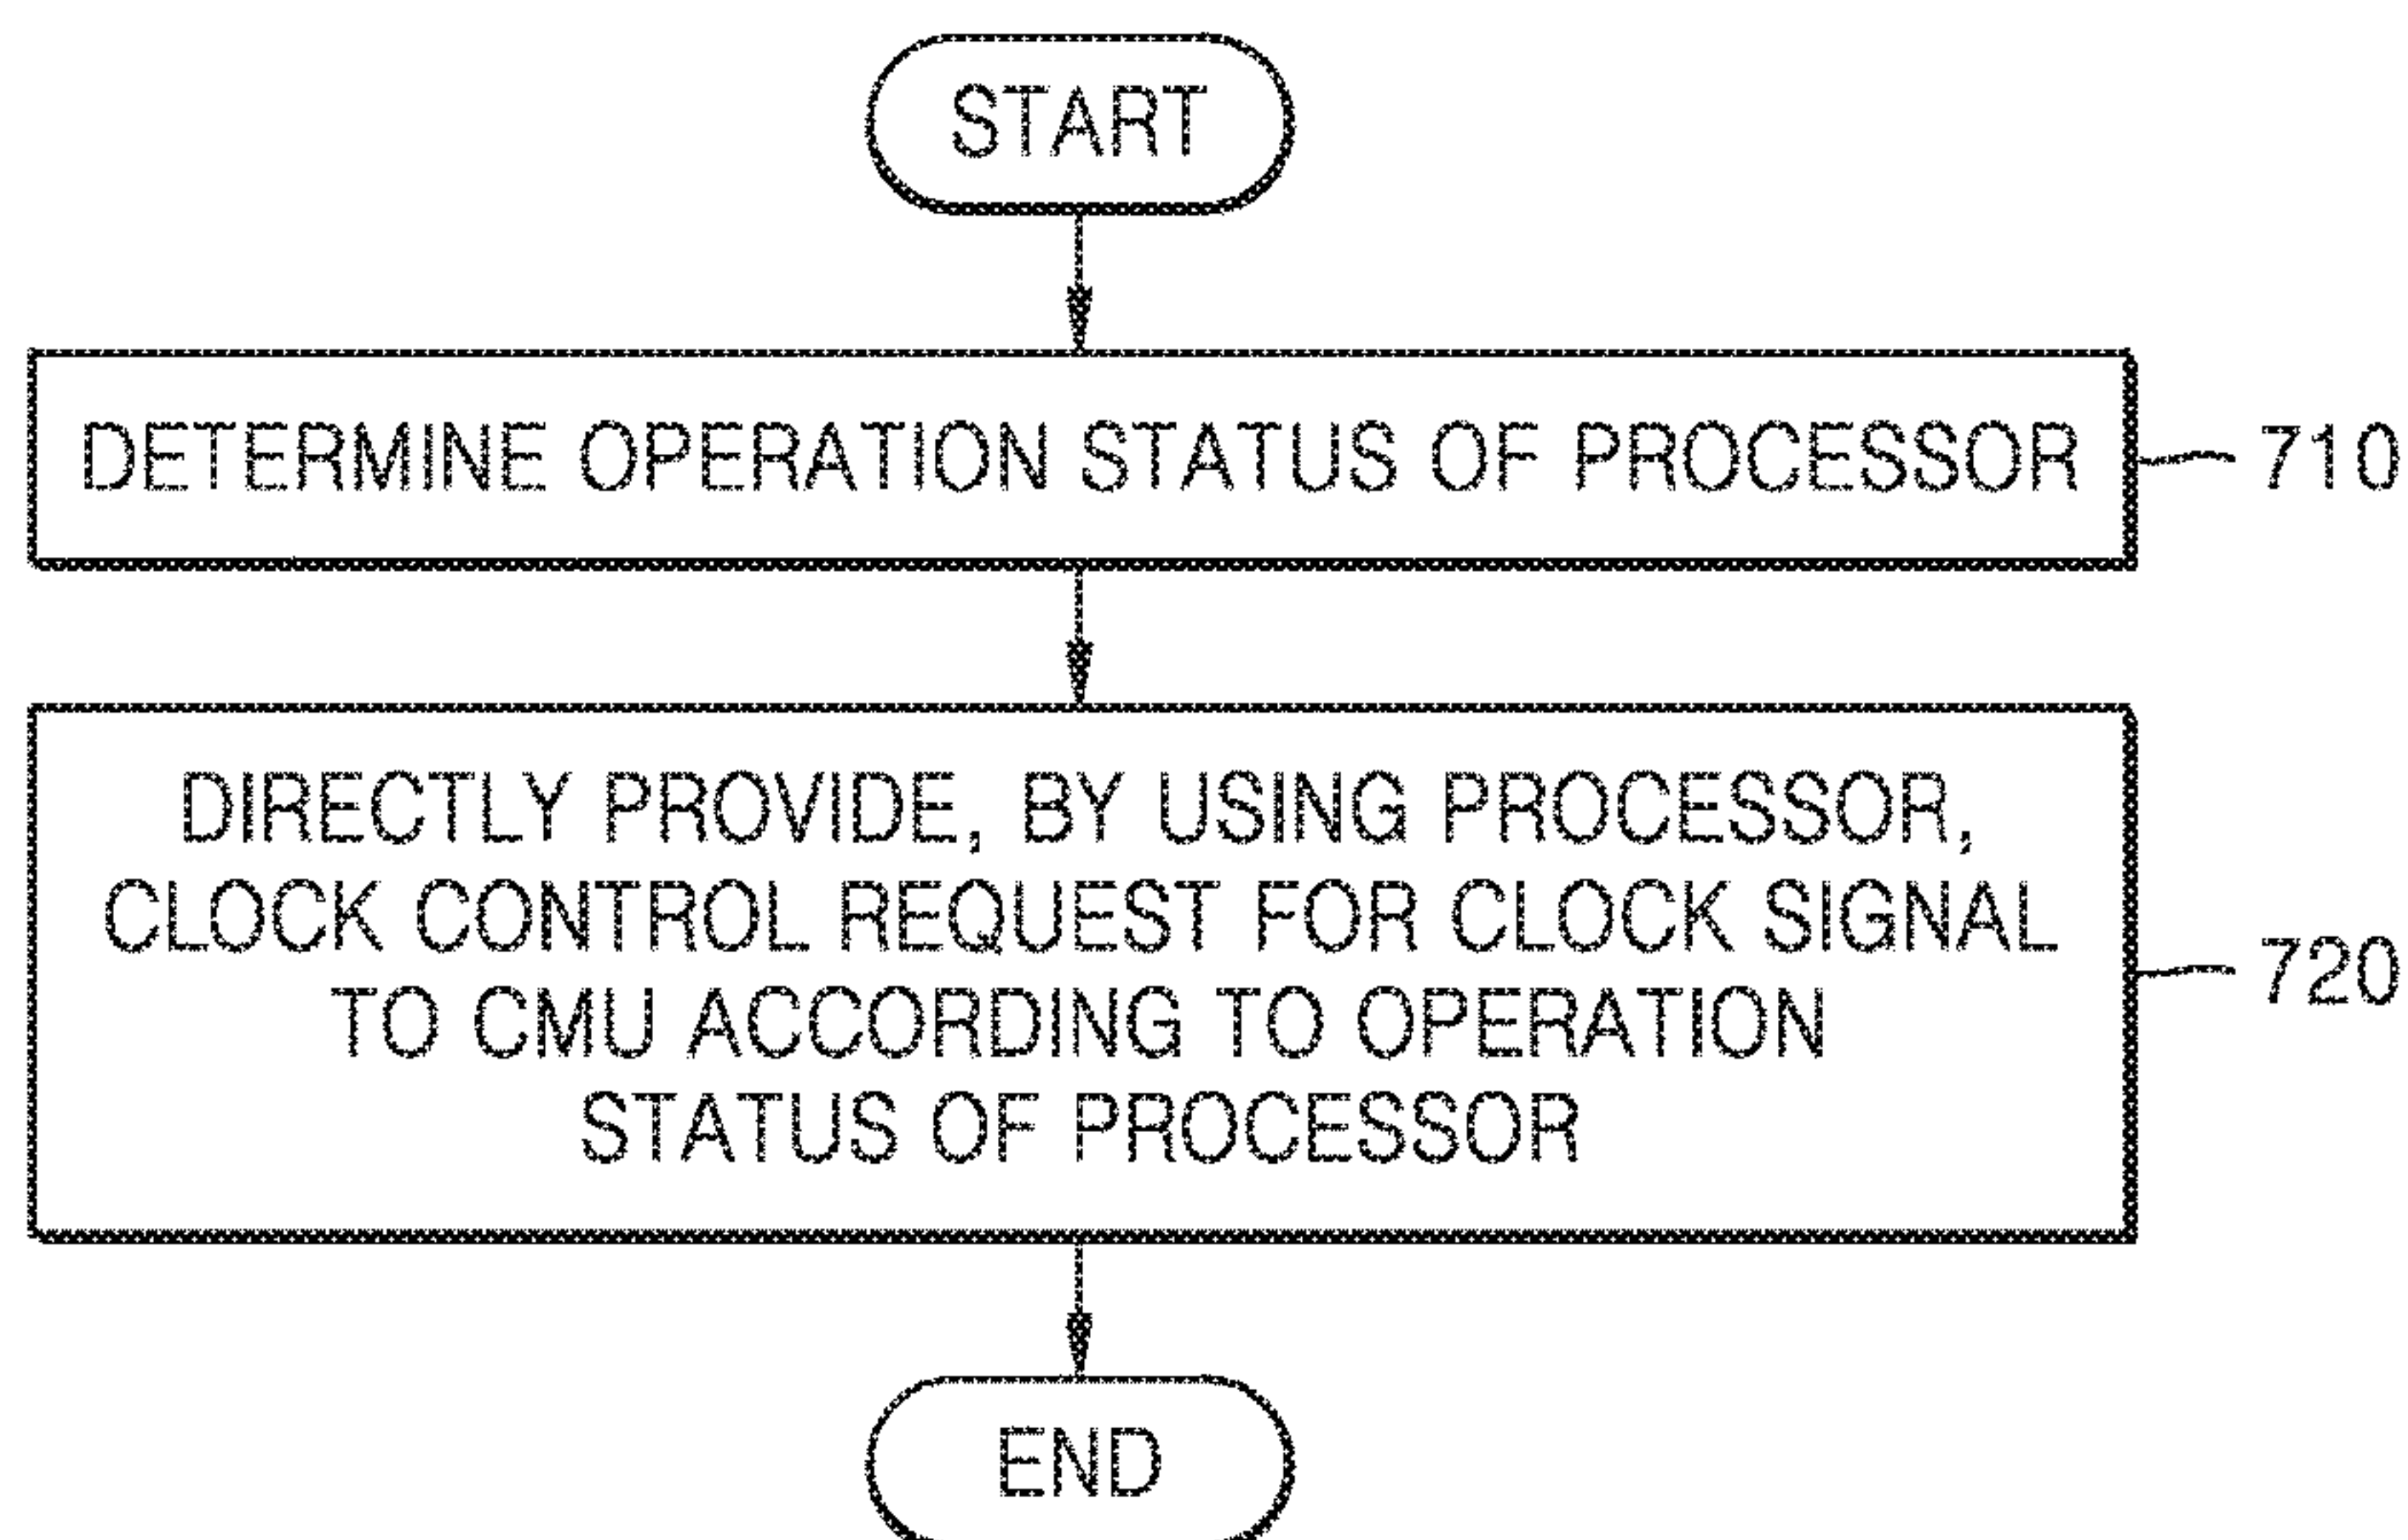 START
DETERMINE OPERATION STATUS OF PROCESSOR
710
DIRECTLY PROVIDE, BY USING PROCESSOR,
CLOCK CONTROL REQUEST FOR CLOCK SIGNAL
TO CMU ACCORDING TO OPERATION
STATUS OF PROCESSOR
720
END